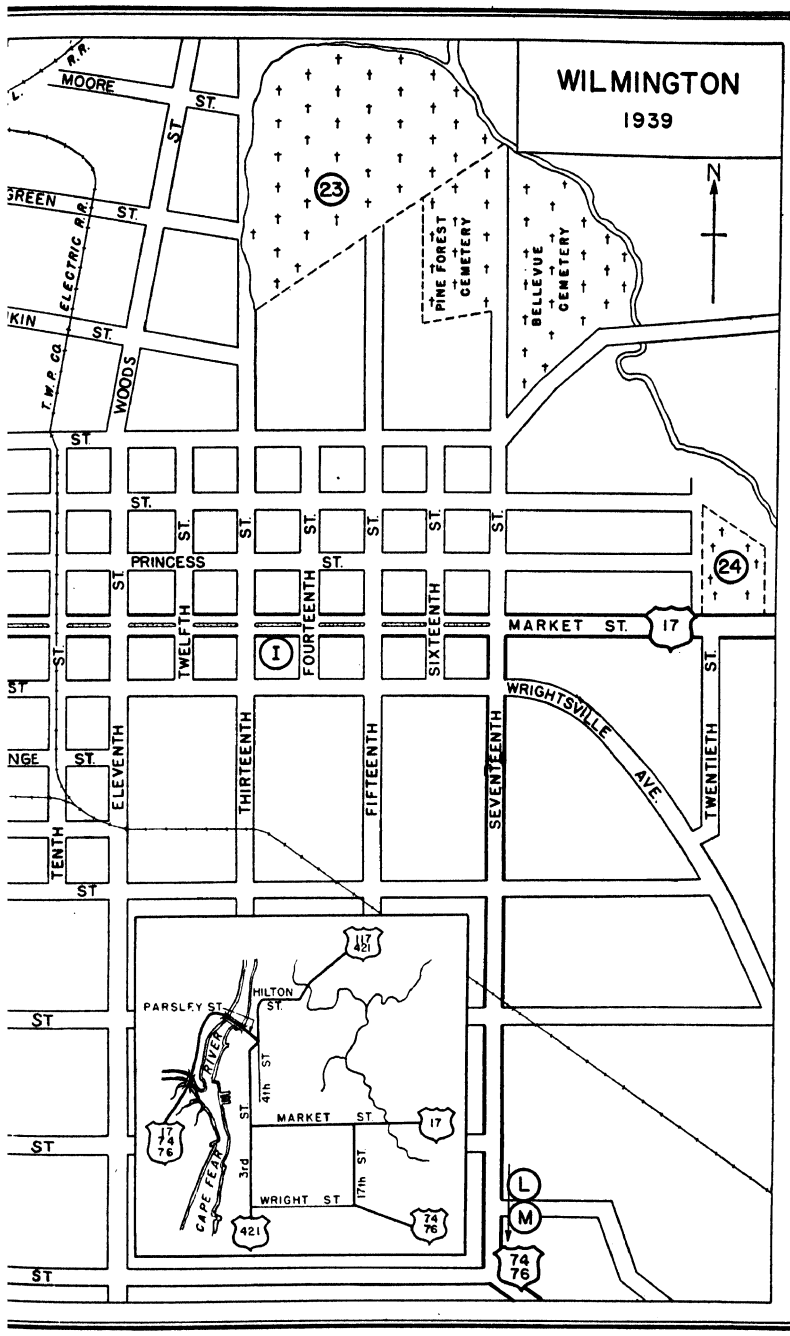 WILMINGTON
1939
N
R.R.
L.
MOORE ST.
ST.
23
GREEN ST.
T.W.P. CO. ELECTRIC R.R.
PINE FOREST
CEMETERY
BELLEVUE
CEMETERY
ST.
WOODS
ST.
ST.
ST.
ST.
ST.
ST.
ST.
ST.
PRINCESS ST.
ST.
24
TWELFTH
FOURTEENTH
SIXTEENTH
MARKET ST.
17
ST.
I
ST.
ST
WRIGHTSVILLE AVE.
NGE ST.
ELEVENTH
THIRTEENTH
FIFTEENTH
SEVENTEENTH
TWENTIETH
TENTH
ST
117
421
HILTON
ST.
PARSLEY ST.
ST
RIVER
4th ST
ST.
MARKET ST.
17
17
74
76
ST
CAPE FEAR
3rd
17th ST.
WRIGHT ST
421
74
76
L
M
74
76
ST